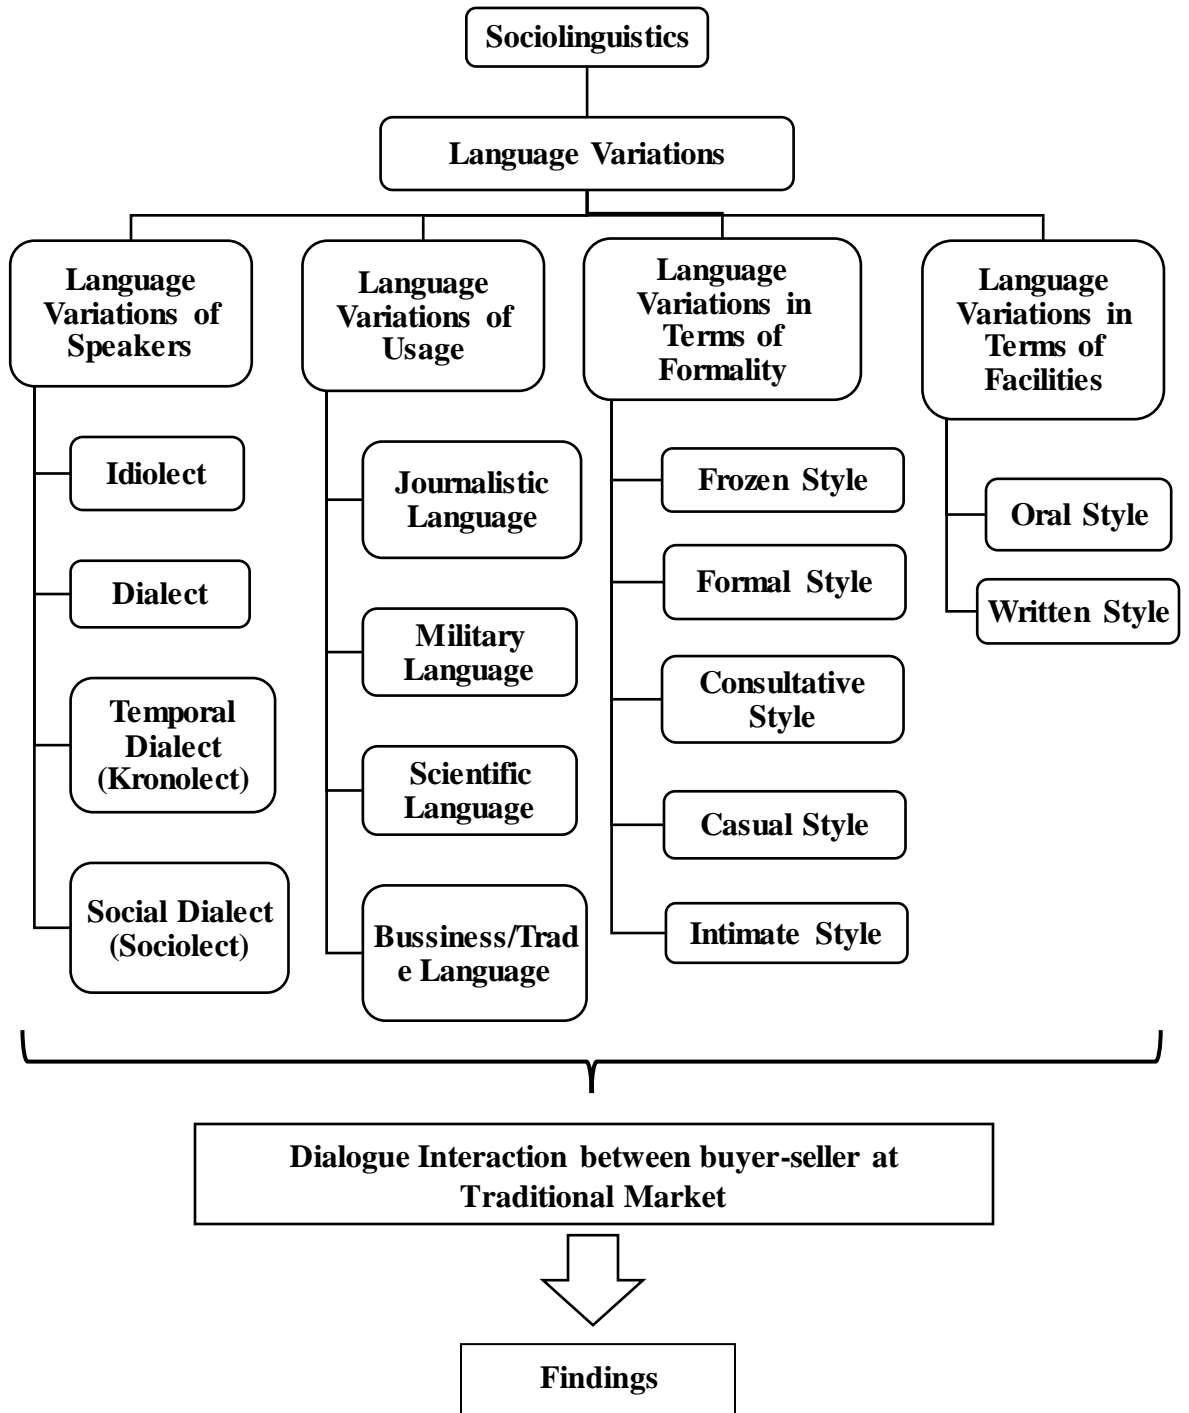 Sociolinguistics
Language Variations
Language
Variations of
Speakers
Idiolect
Dialect
Temporal
Dialect
(Kronolect)
Social Dialect
(Sociolect)
Language
Variations of
Usage
Journalistic
Language
Military
Language
Scientific
Language
Bussiness/Trad
e Language
Language
Variations in
Terms of
Formality
Frozen Style
Formal Style
Consultative
Style
Casual Style
Intimate Style
Language
Variations in
Terms of
Facilities
Oral Style
Written Style
Dialogue Interaction between buyer-seller at
Traditional Market
Findings